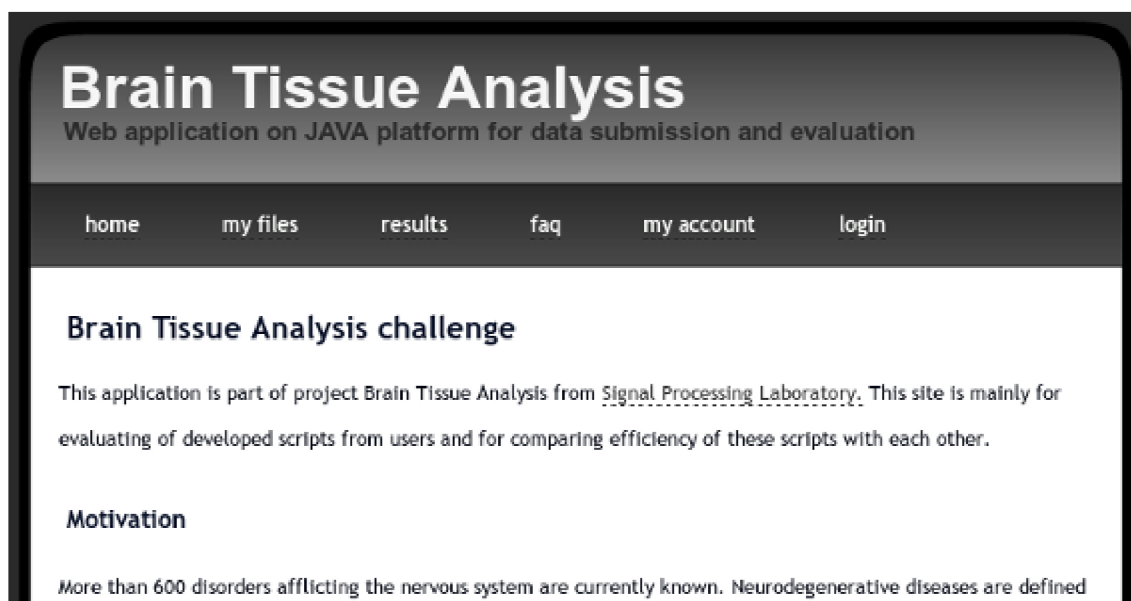 Brain Tissue Analysis
Web application on JAVA platform for data submission and evaluation
home my files results faq my account login
Brain Tissue Analysis challenge
This application is part of project Brain Tissue Analysis from Signal Processing Laboratory. This site is mainly for
evaluating of developed scripts from users and for comparing efficiency of these scripts with each other.
Motivation
More than 600 disorders afflicting the nervous system are currently known. Neurodegenerative diseases are defined